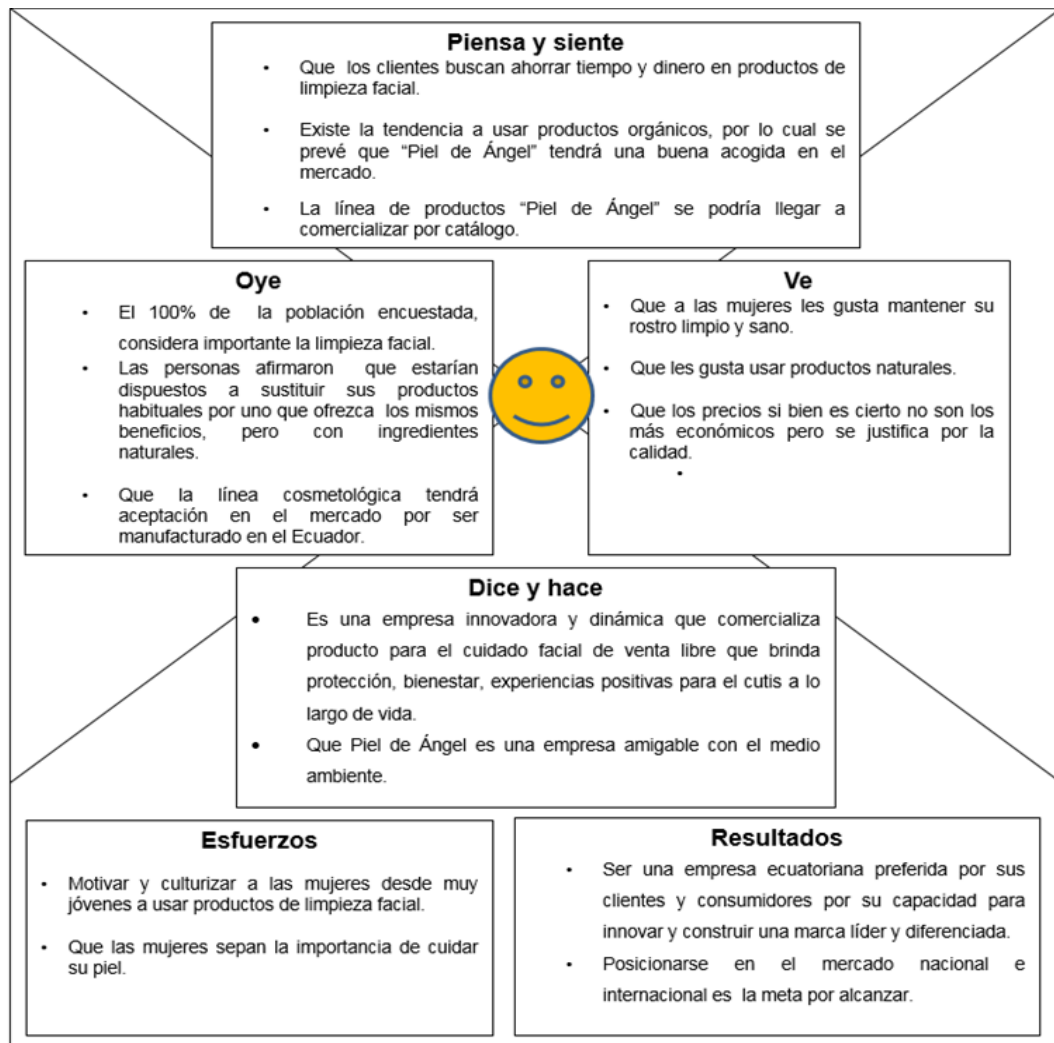 Piensa y siente
• Que los clientes buscan ahorrar tiempo y dinero en productos de
limpieza facial.
• Existe la tendencia a usar productos orgánicos, por lo cual se
prevé que “Piel de Ángel” tendrá una buena acogida en el
mercado.
• La línea de productos “Piel de Ángel” se podría llegar a
comercializar por catálogo.
Oye
• El 100% de la población encuestada,
considera importante la limpieza facial.
• Las personas afirmaron que estarían
dispuestos a sustituir sus productos
habituales por uno que ofrezca los mismos
beneficios, pero con ingredientes
naturales.
• Que la línea cosmetológica tendrá
aceptación en el mercado por ser
manufacturado en el Ecuador.
Ve
• Que a las mujeres les gusta mantener su
rostro limpio y sano.
• Que les gusta usar productos naturales.
• Que los precios si bien es cierto no son los
más económicos pero se justifica por la
calidad.
•
Dice y hace
• Es una empresa innovadora y dinámica que comercializa
producto para el cuidado facial de venta libre que brinda
protección, bienestar, experiencias positivas para el cutis a lo
largo de vida.
• Que Piel de Ángel es una empresa amigable con el medio
ambiente.
Esfuerzos
• Motivar y culturizar a las mujeres desde muy
jóvenes a usar productos de limpieza facial.
• Que las mujeres sepan la importancia de cuidar
su piel.
Resultados
• Ser una empresa ecuatoriana preferida por sus
clientes y consumidores por su capacidad para
innovar y construir una marca líder y diferenciada.
• Posicionarse en el mercado nacional e
internacional es la meta por alcanzar.